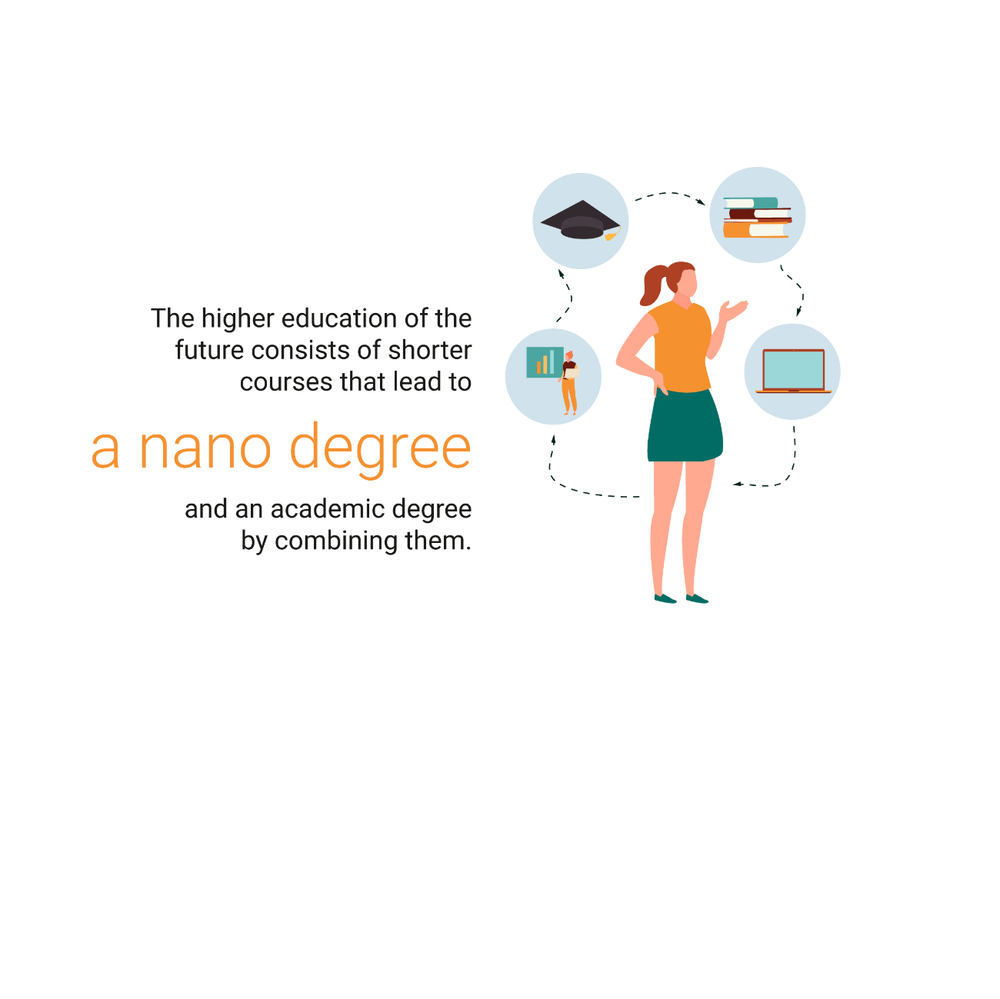 The higher education of the
future consists of shorter
courses that lead to
a nano degree
and an academic degree
by combining them.